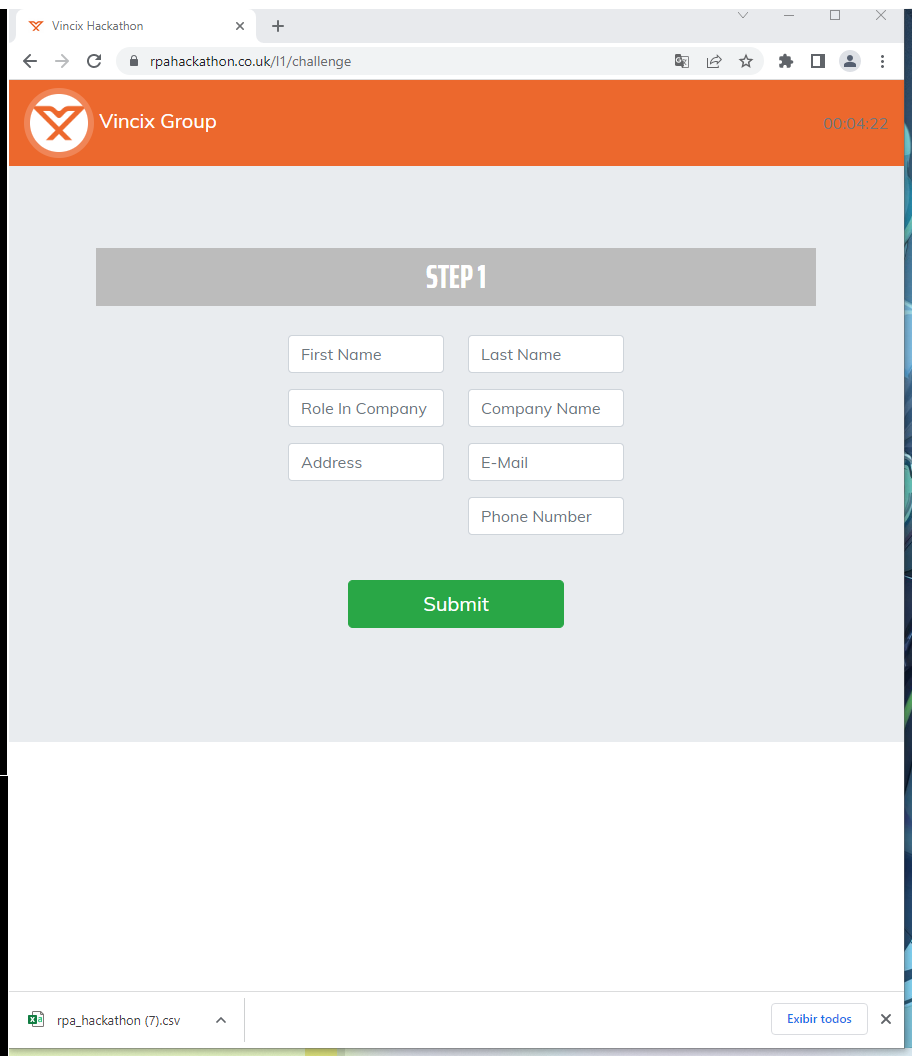 Vincix Hackathon
rpahackathon.co.uk/l1/challenge
Vincix Group
00:04:22
STEP 1
First Name
Last Name
Role In Company
Company Name
Address
E-Mail
Phone Number
Submit
rpa_hackathon (7).csv
Exibir todos